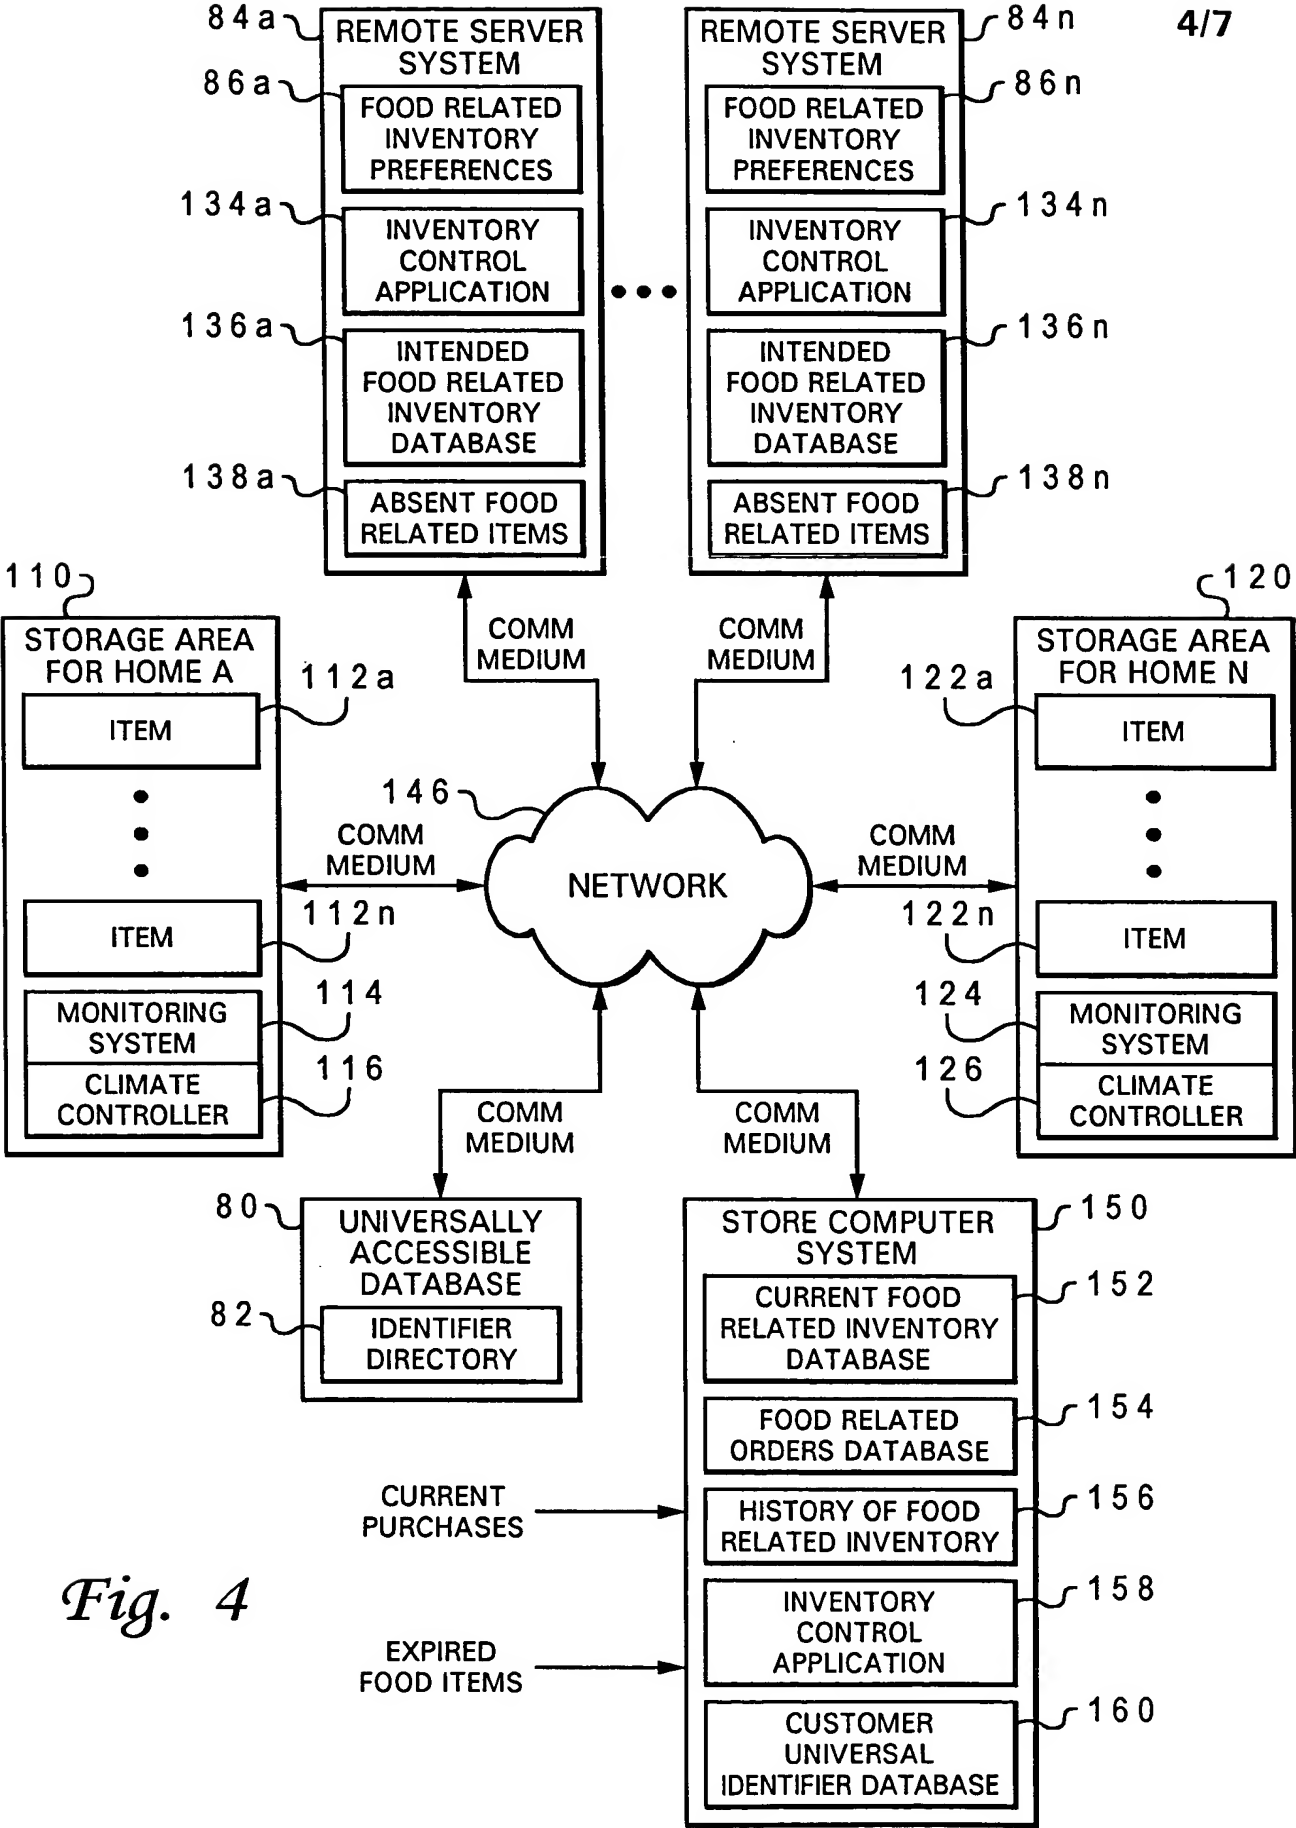 4/7
84a
REMOTE SERVER
SYSTEM
86a
FOOD RELATED
INVENTORY
PREFERENCES
134a
INVENTORY
CONTROL
APPLICATION
136a
INTENDED
FOOD RELATED
INVENTORY
DATABASE
138a
ABSENT FOOD
RELATED ITEMS
84n
REMOTE SERVER
SYSTEM
86n
FOOD RELATED
INVENTORY
PREFERENCES
134n
INVENTORY
CONTROL
APPLICATION
136n
INTENDED
FOOD RELATED
INVENTORY
DATABASE
138n
ABSENT FOOD
RELATED ITEMS
COMM
MEDIUM
COMM
MEDIUM
110
STORAGE AREA
FOR HOME A
112a
ITEM
112n
ITEM
114
MONITORING
SYSTEM
116
CLIMATE
CONTROLLER
COMM
MEDIUM
146
NETWORK
COMM
MEDIUM
120
STORAGE AREA
FOR HOME N
122a
ITEM
122n
ITEM
124
MONITORING
SYSTEM
126
CLIMATE
CONTROLLER
COMM
MEDIUM
COMM
MEDIUM
80
UNIVERSALLY
ACCESSIBLE
DATABASE
82
IDENTIFIER
DIRECTORY
150
STORE COMPUTER
SYSTEM
152
CURRENT FOOD
RELATED INVENTORY
DATABASE
154
FOOD RELATED
ORDERS DATABASE
156
HISTORY OF FOOD
RELATED INVENTORY
158
INVENTORY
CONTROL
APPLICATION
160
CUSTOMER
UNIVERSAL
IDENTIFIER DATABASE
CURRENT
PURCHASES
EXPIRED
FOOD ITEMS
Fig. 4